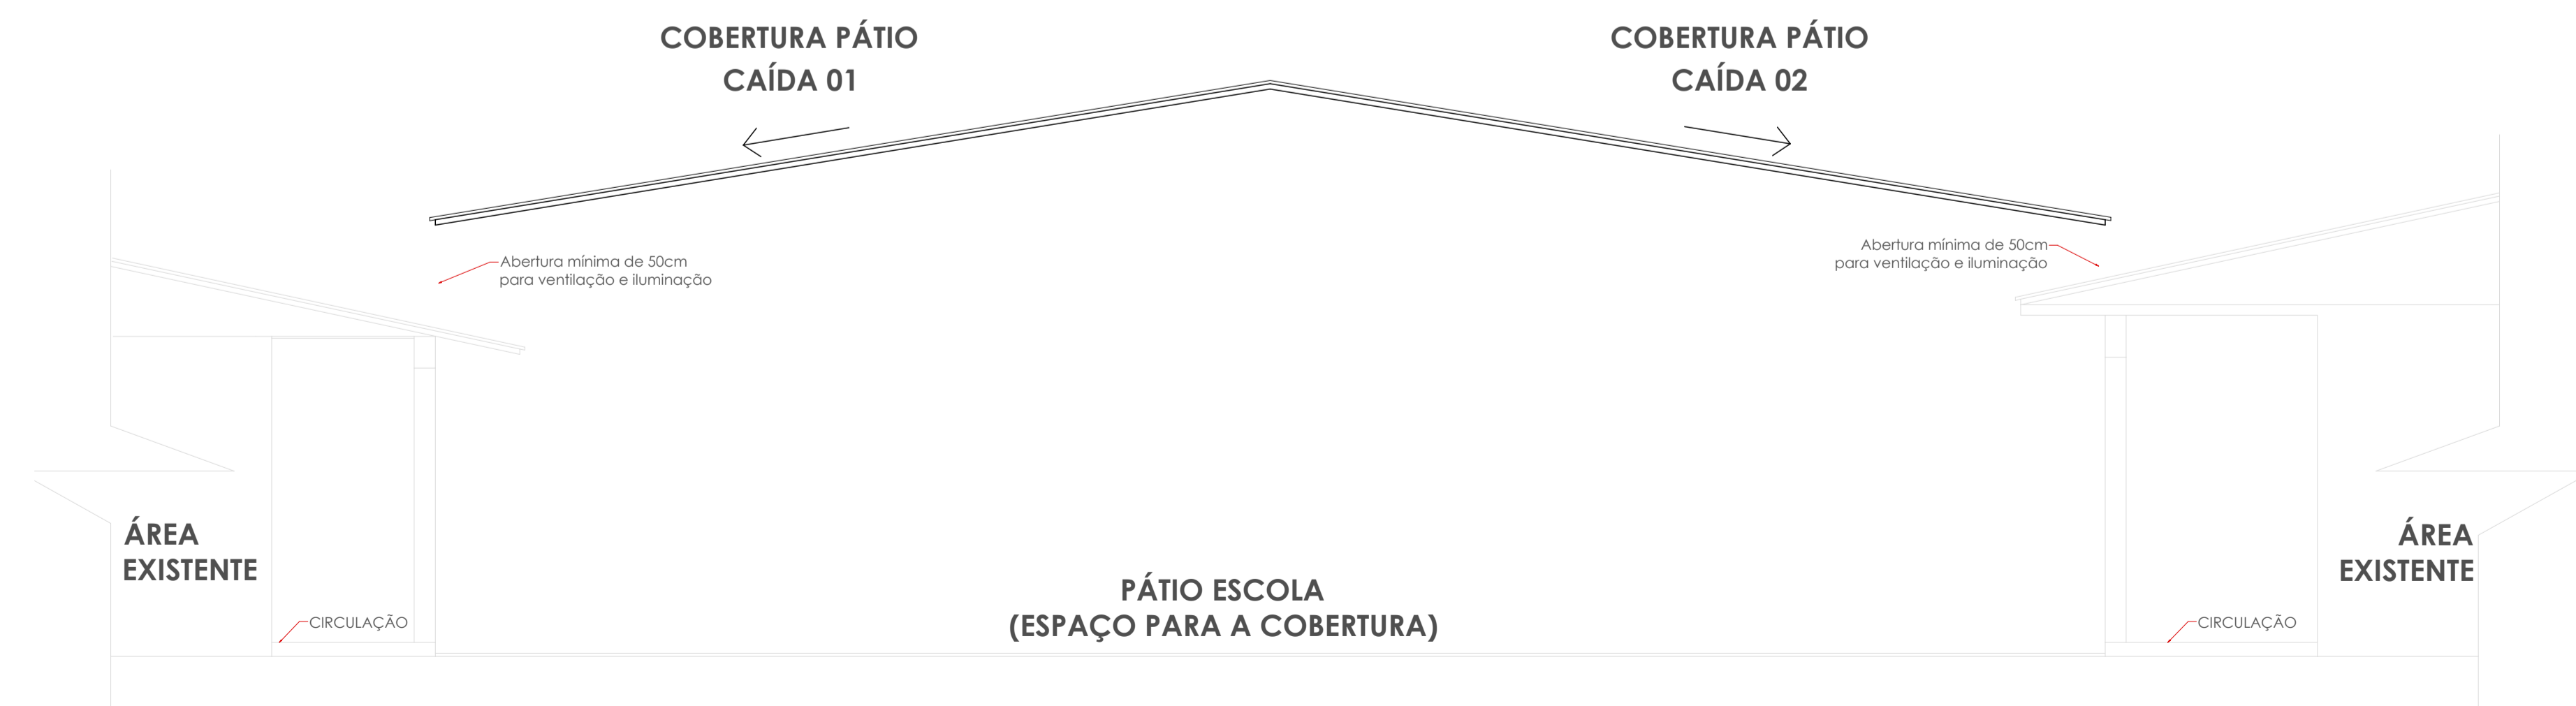 COBERTURA PÁTIO
CAÍDA 01
COBERTURA PÁTIO
CAÍDA 02
Abertura mínima de 50cm
para ventilação e iluminação
Abertura mínima de 50cm
para ventilação e iluminação
ÁREA
EXISTENTE
ÁREA
EXISTENTE
PÁTIO ESCOLA
(ESPAÇO PARA A COBERTURA)
CIRCULAÇÃO
CIRCULAÇÃO